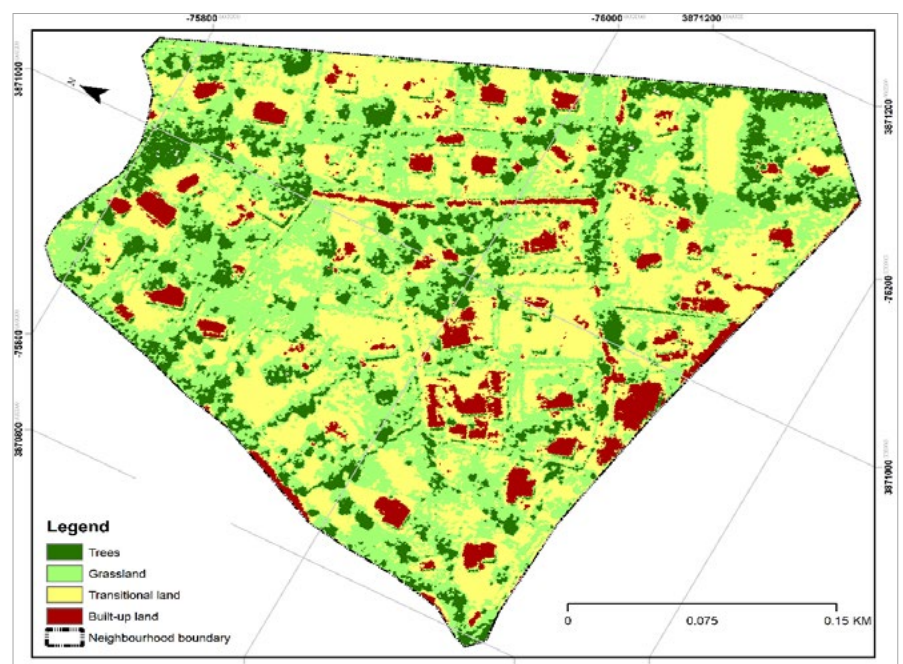 -75800
-76000
3871200
3871000
N
3871200
-76200
-75800
3870800
3871000
Legend
Trees
Grassland
Transitional land
Built-up land
Neighbourhood boundary
0
0.075
0.15 KM